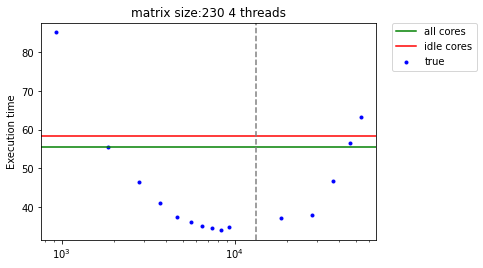 matrix size:230 4 threads
all cores
idle cores
true
Execution time
80
70
60
50
40
10³
10⁴